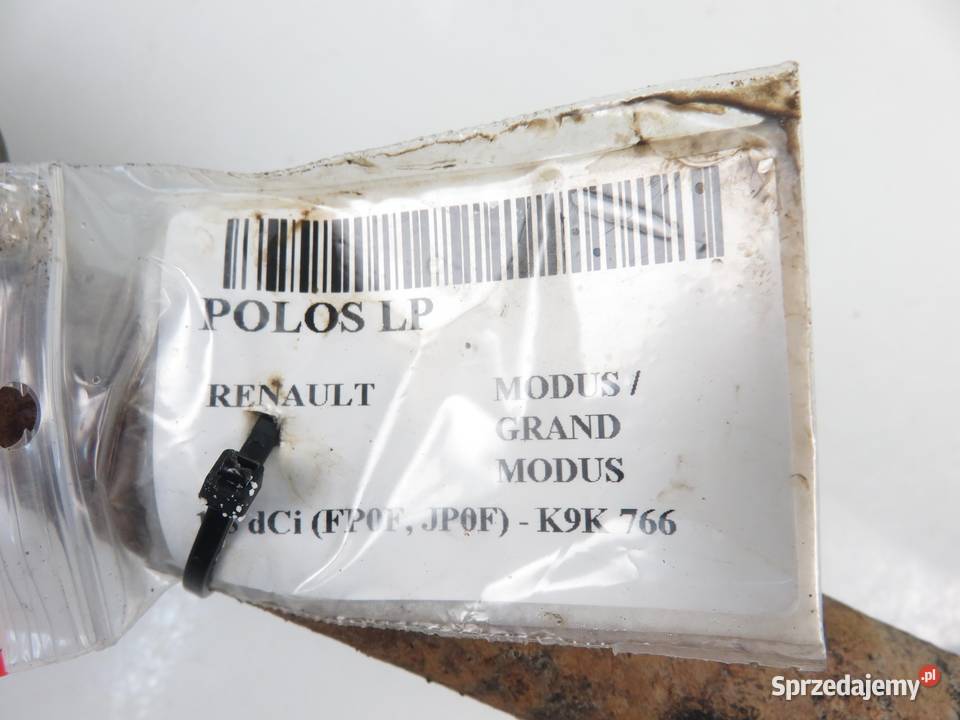 POLOS LP
RENAULT
MODUS /
GRAND
MODUS
dCi (FP0F, JP0F) - K9K 766
Sprzedajemy.pl